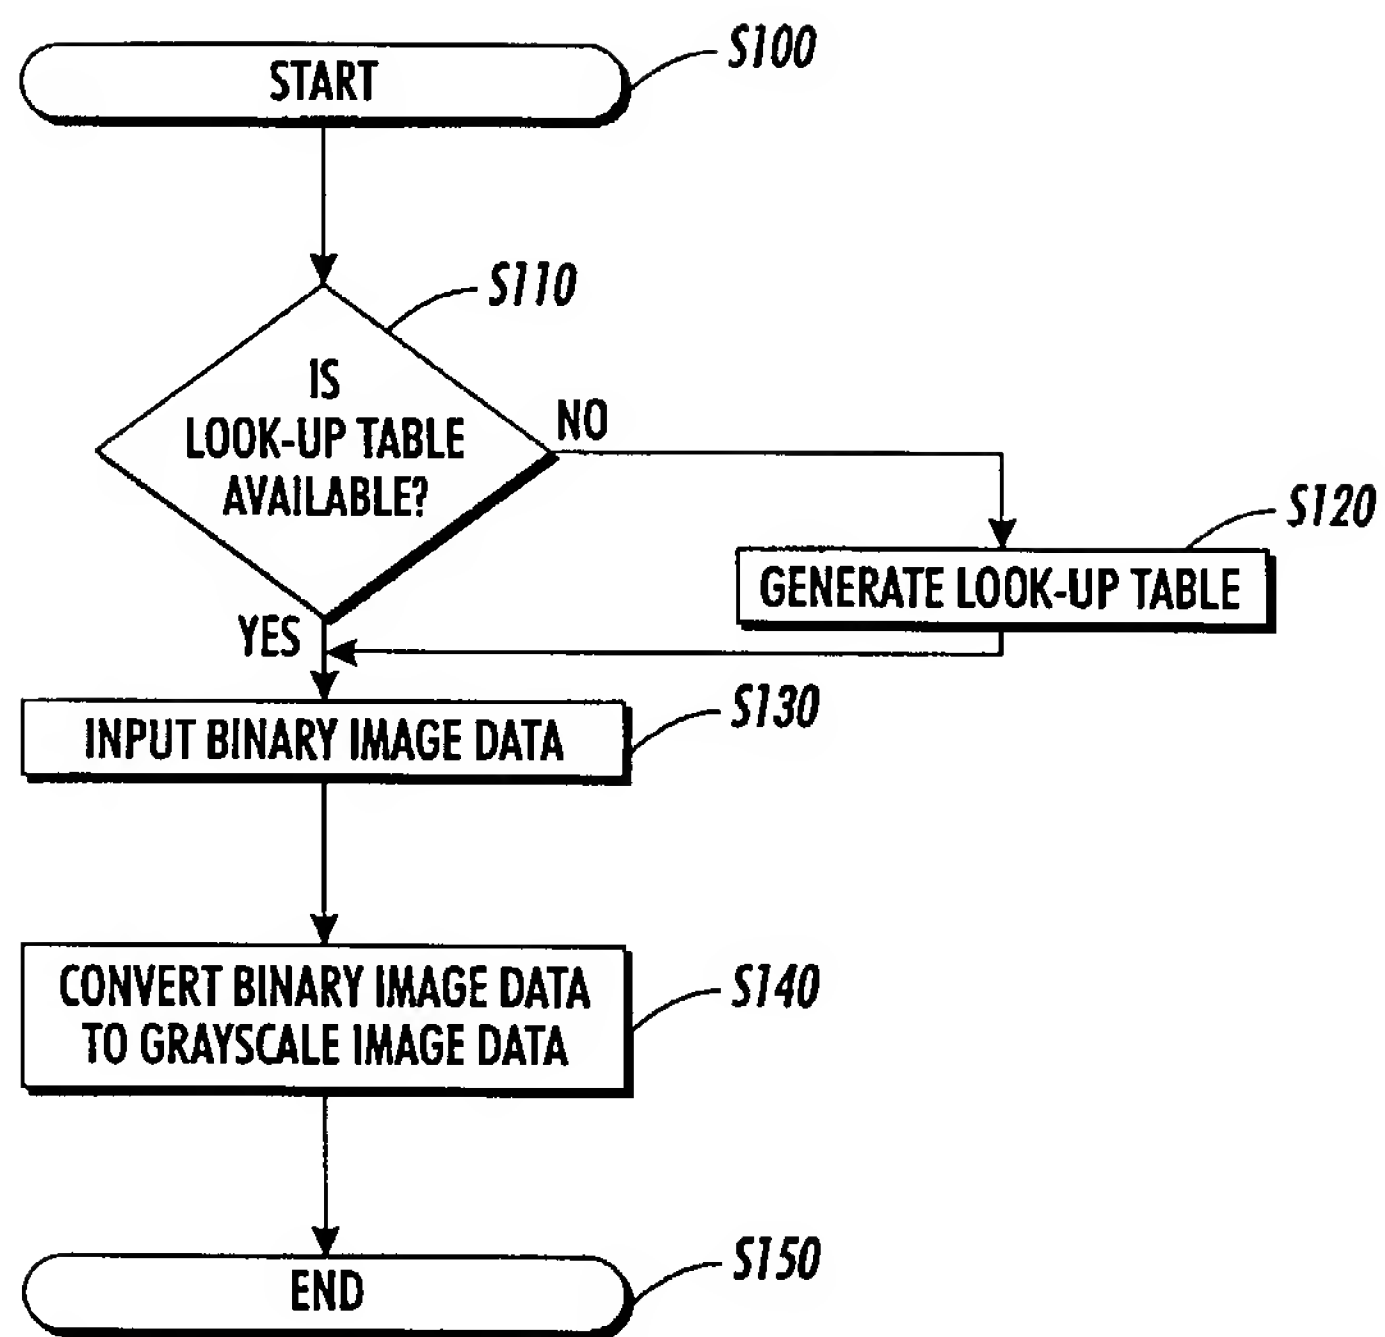 START
S100
S110
IS
LOOK-UP TABLE
AVAILABLE?
NO
S120
GENERATE LOOK-UP TABLE
YES
S130
INPUT BINARY IMAGE DATA
S140
CONVERT BINARY IMAGE DATA
TO GRAYSCALE IMAGE DATA
S150
END